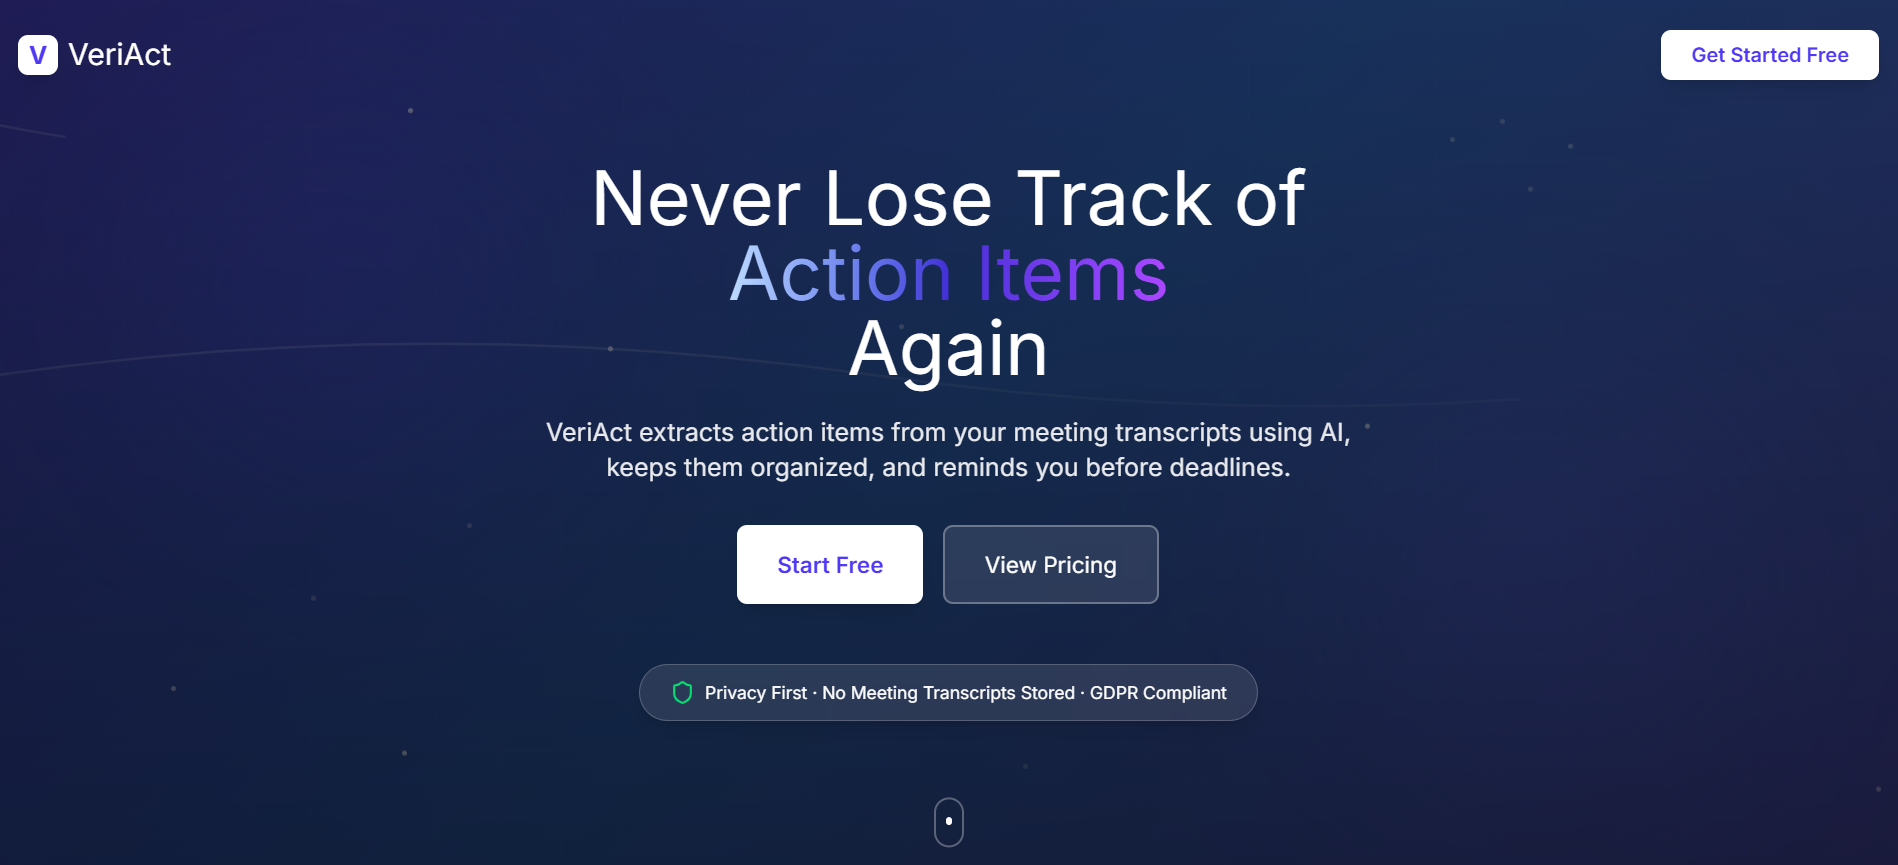 V VeriAct
Get Started Free
Never Lose Track of
Action Items
Again
VeriAct extracts action items from your meeting transcripts using AI,
keeps them organized, and reminds you before deadlines.
Start Free
View Pricing
Privacy First · No Meeting Transcripts Stored · GDPR Compliant